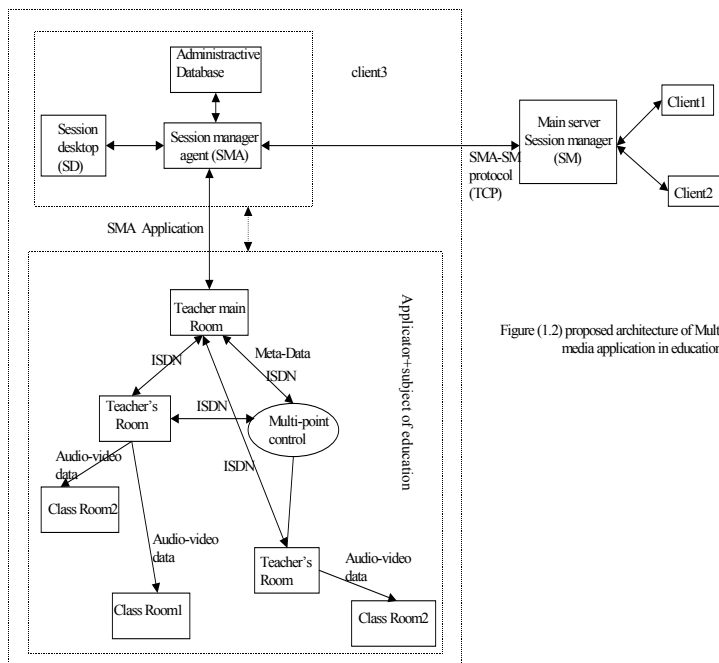 Administractive
Database
client3
Session
desktop
(SD)
Session manager
agent (SMA)
Main server
Session manager
(SM)
Client1
Client2
SMA-SM
protocol
(TCP)
SMA Application
Teacher main
Room
Applicator+subject of education
Figure (1.2) proposed architecture of Mult
media application in education
ISDN
Meta-Data
ISDN
Teacher's
Room
ISDN
Multi-point
control
ISDN
Audio-video
data
Class Room2
Audio-video
data
Class Room1
Teacher's
Room
Audio-video
data
Class Room2